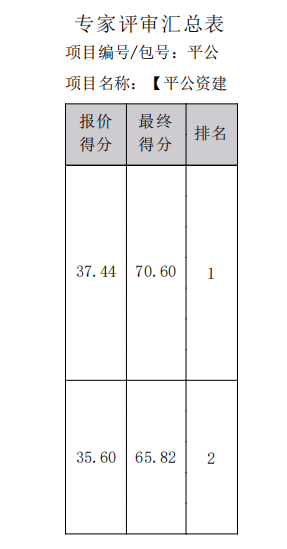 专家评审汇总表
项目编号/包号：平公
项目名称：【平公资建
报价得分 最终得分 排名
37.44 70.60 1
35.60 65.82 2